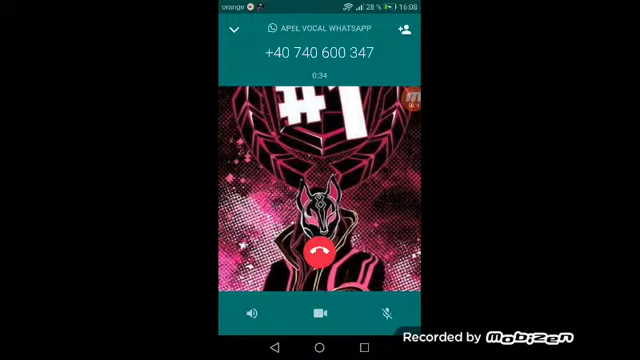 orange 28 % 16:08
APEL VOCAL WHATSAPP
+40 740 600 347
0:34
#1
Recorded by Mobizen